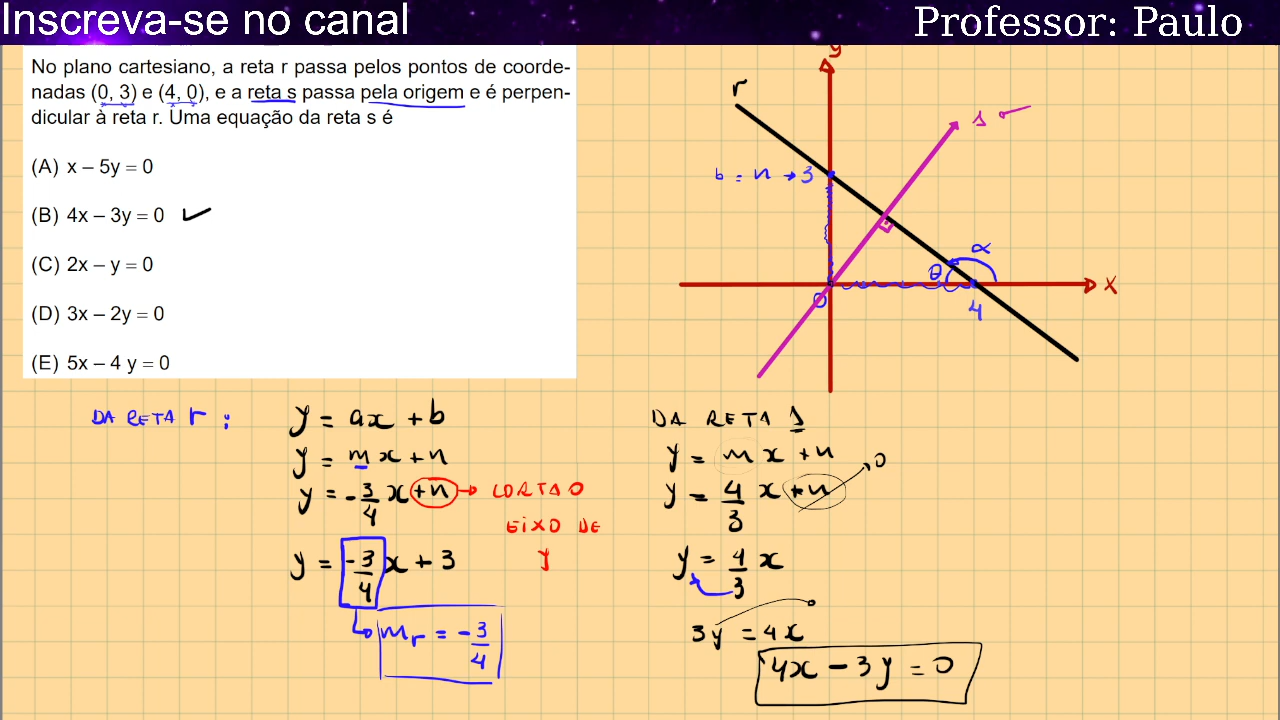 Inscreva-se no canal
Professor: Paulo
No plano cartesiano, a reta r passa pelos pontos de coorde-
nadas (0, 3) e (4, 0), e a reta s passa pela origem e é perpen-
dicular à reta r. Uma equação da reta s é
(A) x – 5y = 0
(B) 4x – 3y = 0
(C) 2x – y = 0
(D) 3x – 2y = 0
(E) 5x – 4 y = 0
y
r
s
b = n → 3
α
θ
x
0
4
DA RETA r :
y = ax + b
y = mx + n
y = -3/4 x + n → CORTA O
EIXO DE
y
y = -3/4 x + 3
mr = -3/4
DA RETA s
y = mx + n
y = 4/3 x + n 0
y = 4/3 x
3y = 4x
4x - 3y = 0